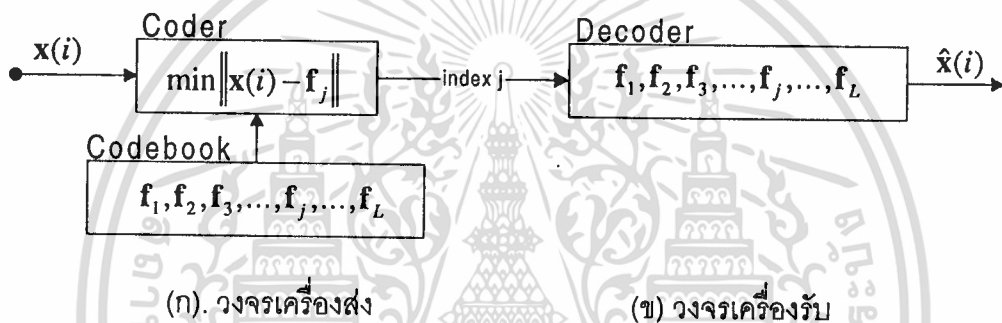 Coder
Decoder
x(i)
min‖x(i) − f_j‖
index j
f_1, f_2, f_3, ..., f_j, ..., f_L
x̂(i)
Codebook
f_1, f_2, f_3, ..., f_j, ..., f_L
(ก). วงจรเครื่องส่ง
(ข) วงจรเครื่องรับ